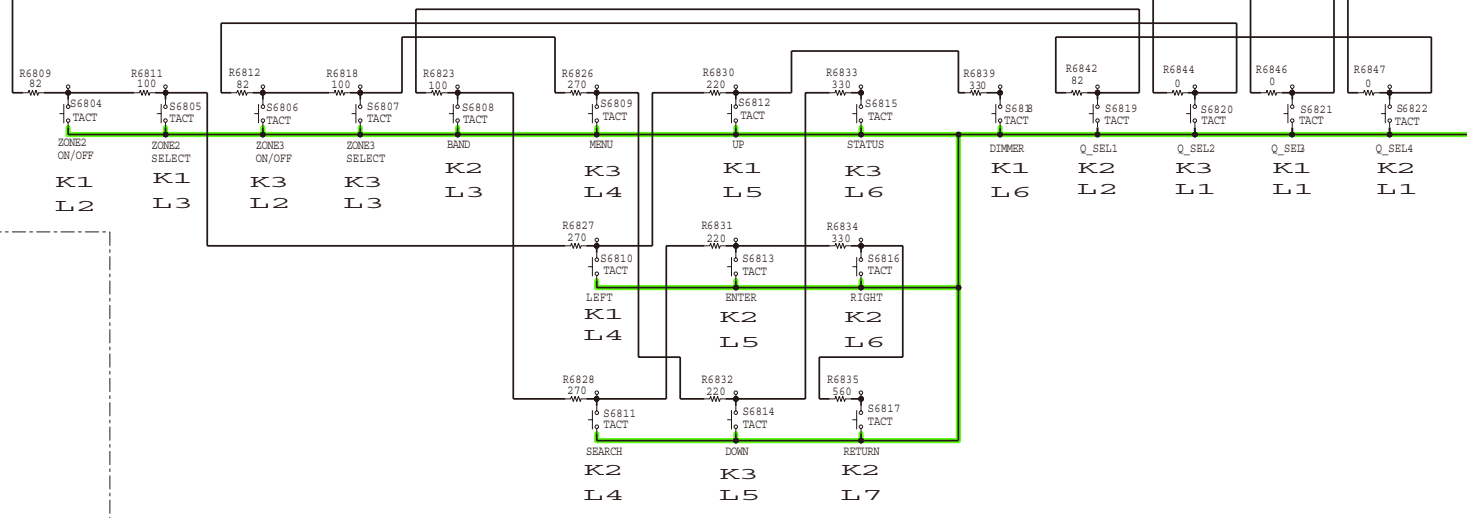 R6809
82
S6804
TACT
ZONE2
ON/OFF
K1
L2
R6811
100
S6805
TACT
ZONE2
SELECT
K1
L3
R6812
82
S6806
TACT
ZONE3
ON/OFF
K3
L2
R6818
100
S6807
TACT
ZONE3
SELECT
K3
L3
R6823
100
S6808
TACT
BAND
K2
L3
R6826
270
S6809
TACT
MENU
K3
L4
R6830
220
S6812
TACT
UP
K1
L5
R6833
330
S6815
TACT
STATUS
K3
L6
R6839
330
S6818
TACT
DIMMER
K1
L6
R6842
82
S6819
TACT
Q_SEL1
K2
L2
R6844
0
S6820
TACT
Q_SEL2
K3
L1
R6846
0
S6821
TACT
Q_SEL3
K1
L1
R6847
0
S6822
TACT
Q_SEL4
K2
L1
R6827
270
S6810
TACT
LEFT
K1
L4
R6831
220
S6813
TACT
ENTER
K2
L5
R6834
330
S6816
TACT
RIGHT
K2
L6
R6828
270
S6811
TACT
SEARCH
K2
L4
R6832
220
S6814
TACT
DOWN
K3
L5
R6835
560
S6817
TACT
RETURN
K2
L7